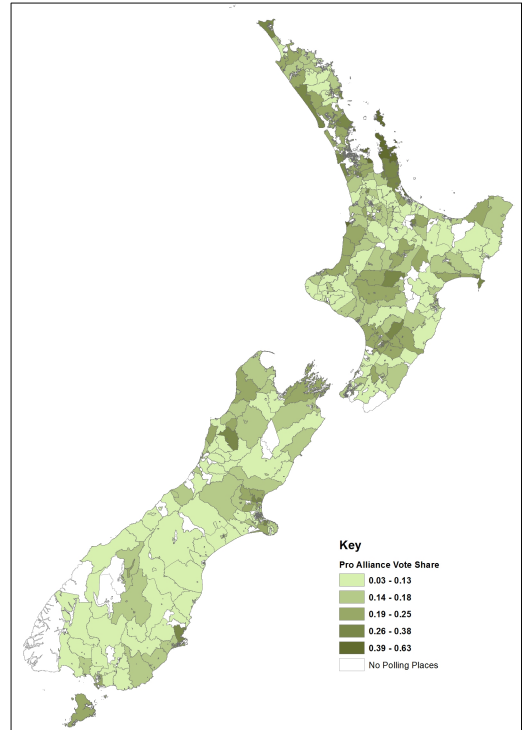 Key
Pro Alliance Vote Share
0.03 - 0.13
0.14 - 0.18
0.19 - 0.25
0.26 - 0.38
0.39 - 0.63
No Polling Places